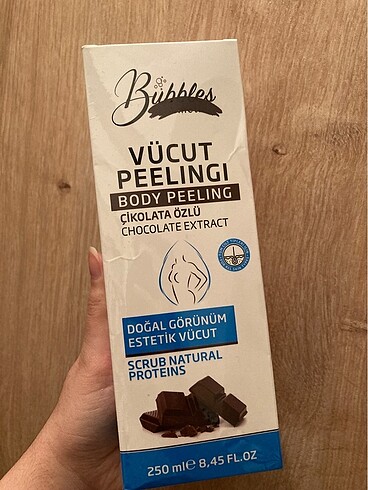 Bubbles
VÜCUT
PEELINGI
BODY PEELING
ÇİKOLATA ÖZLÜ
CHOCOLATE EXTRACT
DOĞAL GÖRÜNÜM
ESTETİK VÜCUT
SCRUB NATURAL
PROTEINS
250 ml ℮ 8,45 FL.OZ